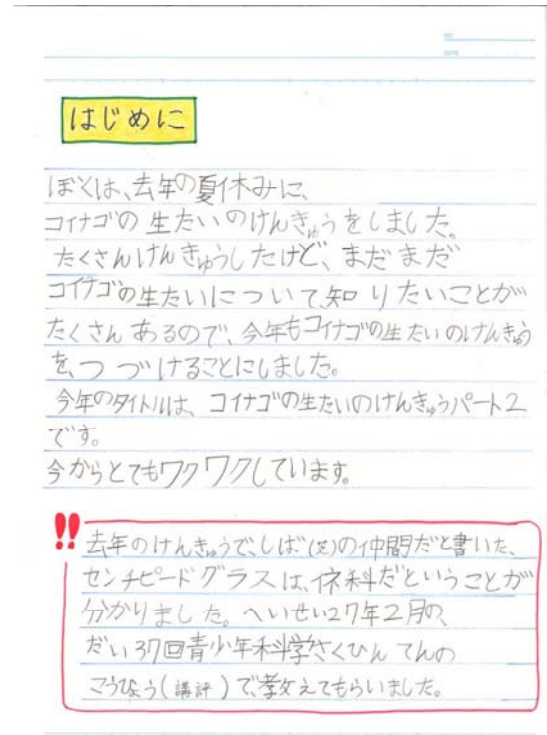 NO.
DATE
はじめに
ぼくは、去年の夏休みに、
コイナゴの生たいのけんきゅうをしました。
たくさんけんきゅうしたけど、まだまだ
コイナゴの生たいについて、知りたいことが
たくさんあるので、今年もコイナゴの生たいのけんきゅう
を、つづけることにしました。
今年のタイトルは、コイナゴの生たいのけんきゅうパート2
です。
今からとてもワクワクしています。
!! 去年のけんきゅうで、しば(芝)の仲間だと書いた、
センチピードグラスは、イネ科だということが
分かりました。へいせい27年2月の、
だい37回青少年科学さくひんてんの
こうひょう(講評)で、教えてもらいました。